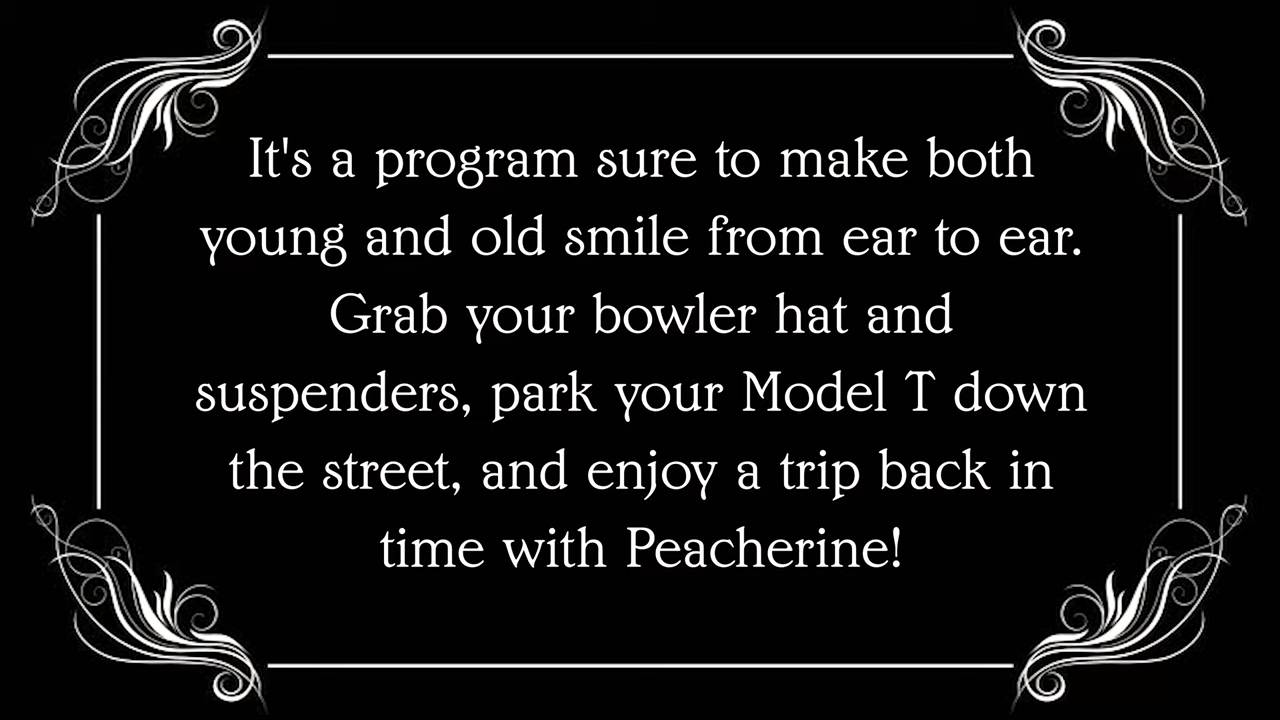 It's a program sure to make both
young and old smile from ear to ear.
Grab your bowler hat and
suspenders, park your Model T down
the street, and enjoy a trip back in
time with Peacherine!